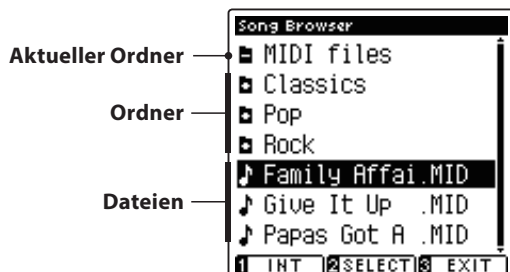 Song Browser
Aktueller Ordner
MIDI files
Classics
Ordner
Pop
Rock
Family Affai.MID
Dateien
Give It Up .MID
Papas Got A .MID
1 INT 2 SELECT 3 EXIT